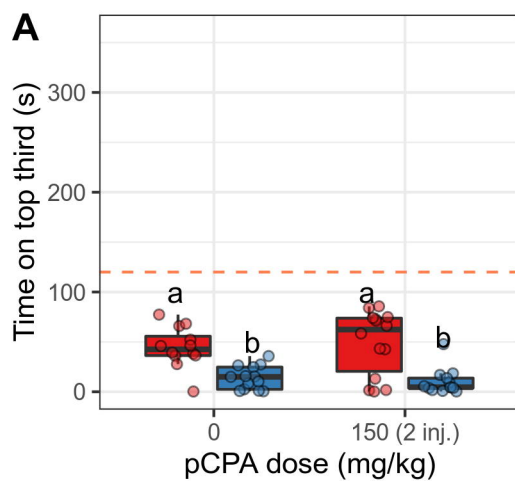 A
Time on top third (s)
300
200
100
0
a
b
a
b
0
150 (2 inj.)
pCPA dose (mg/kg)